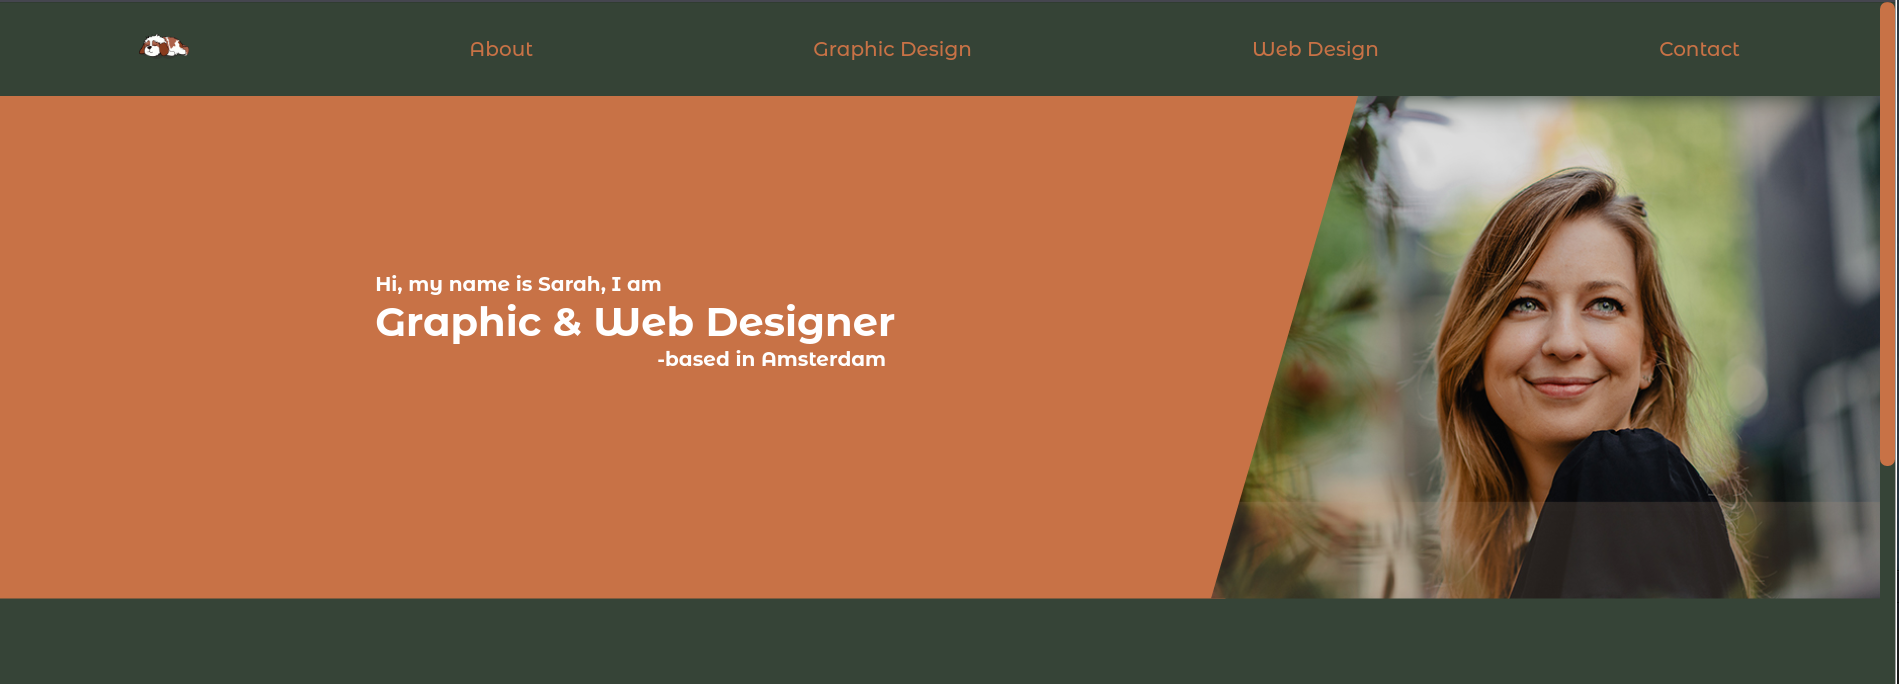 About
Graphic Design
Web Design
Contact
Hi, my name is Sarah, I am
Graphic & Web Designer
-based in Amsterdam